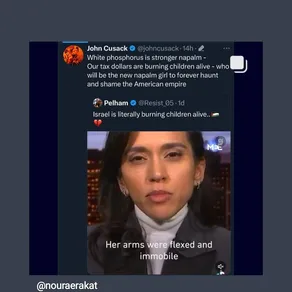 John Cusack @johncusack · 14h
White phosphorus is stronger napalm -
Our tax dollars are burning children alive - who
will be the new napalm girl to forever haunt
and shame the American empire
Pelham @Resist_05 · 1d
Israel is literally burning children alive..
Her arms were flexed and
immobile
@nouraerakat